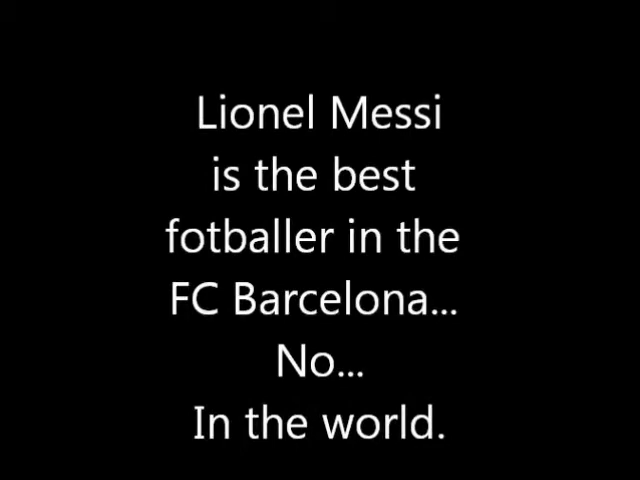 Lionel Messi
is the best
fotballer in the
FC Barcelona...
No...
In the world.